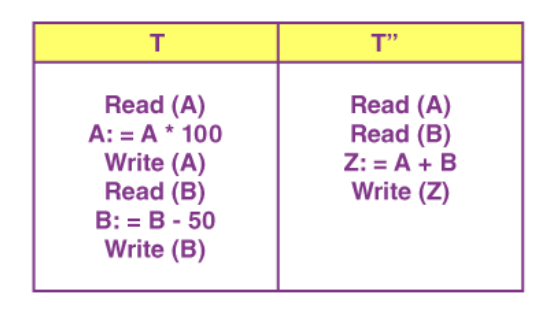 T
T”
Read (A)
A: = A * 100
Write (A)
Read (B)
B: = B - 50
Write (B)
Read (A)
Read (B)
Z: = A + B
Write (Z)